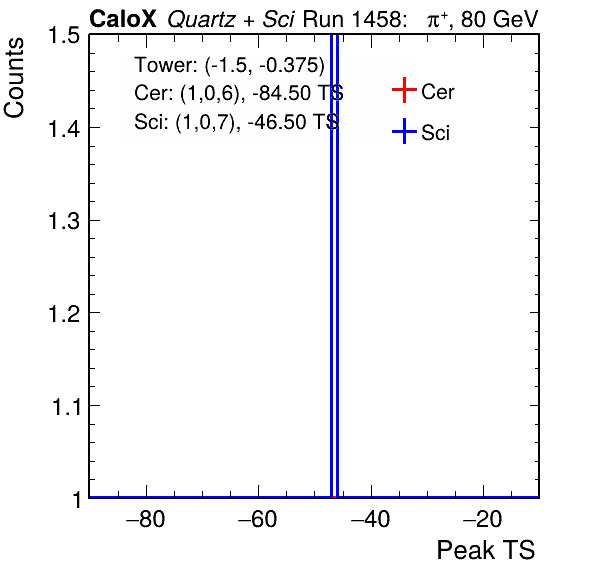 CaloX Quartz + Sci Run 1458: π⁺, 80 GeV
Counts
1.5
1.4
1.3
1.2
1.1
1
Tower: (-1.5, -0.375)
Cer: (1,0,6), -84.50 TS
Sci: (1,0,7), -46.50 TS
Cer
Sci
−80 −60 −40 −20
Peak TS